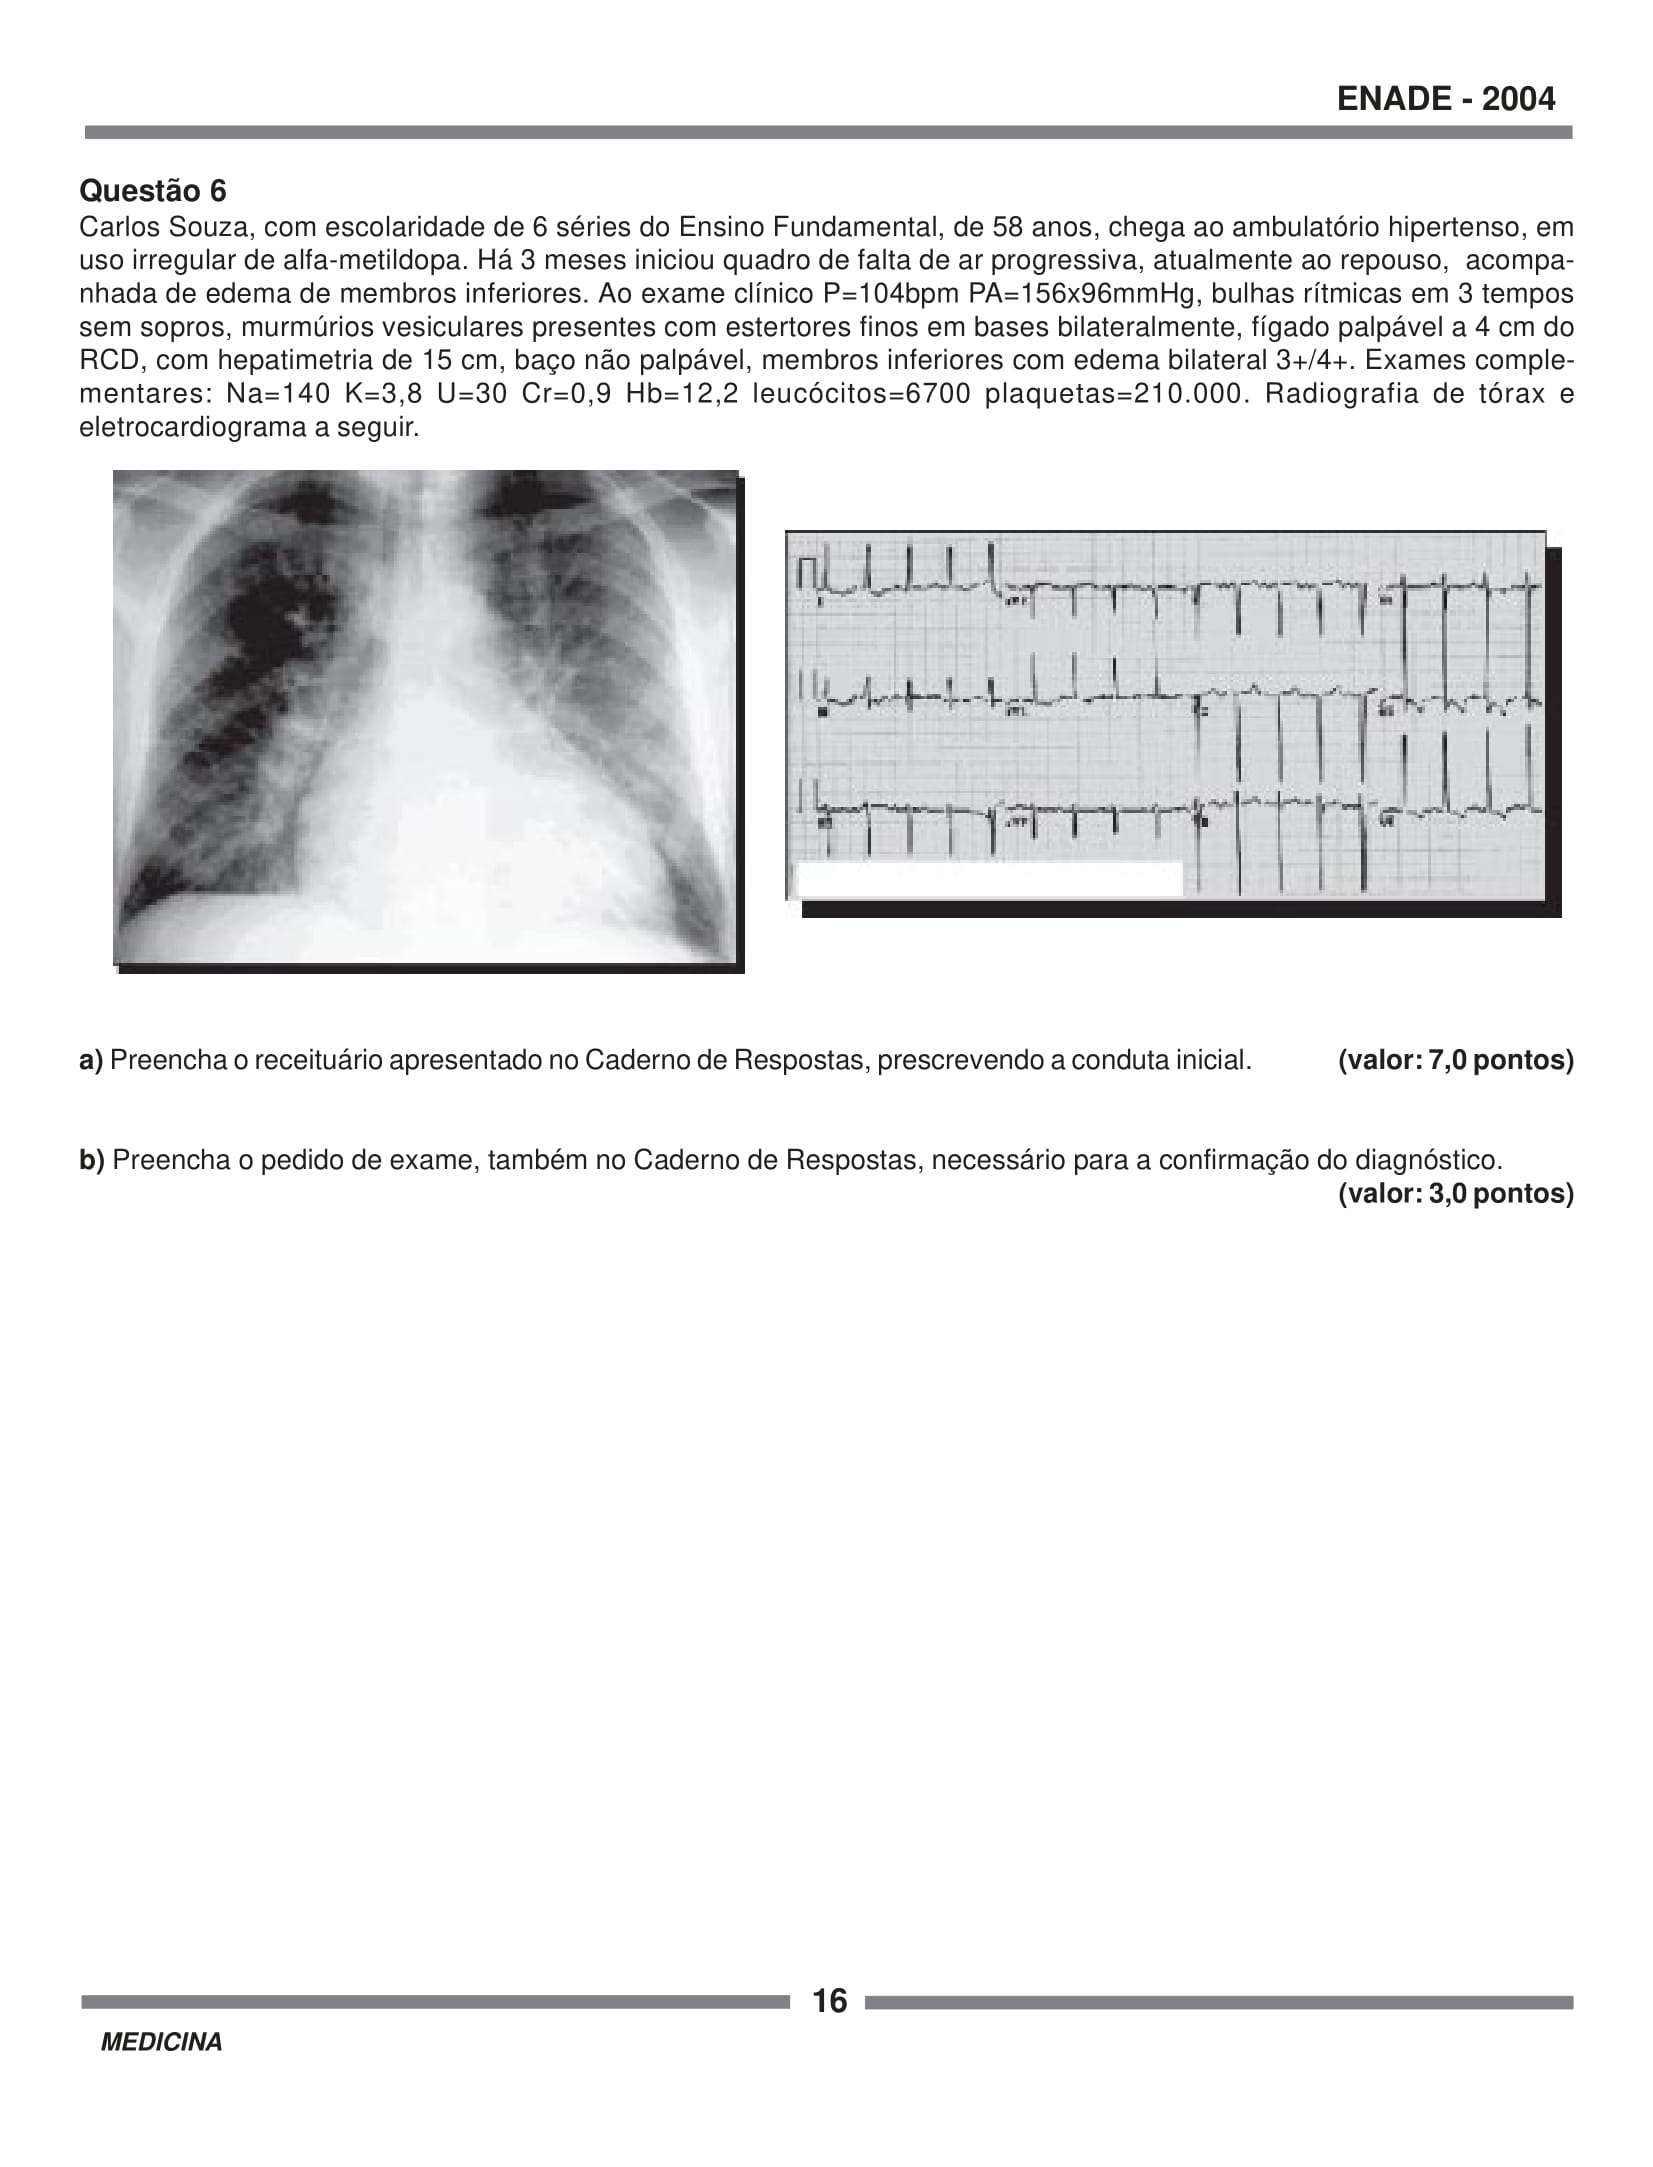 ENADE - 2004
Questão 6
Carlos Souza, com escolaridade de 6 séries do Ensino Fundamental, de 58 anos, chega ao ambulatório hipertenso, em
uso irregular de alfa-metildopa. Há 3 meses iniciou quadro de falta de ar progressiva, atualmente ao repouso, acompa-
nhada de edema de membros inferiores. Ao exame clínico P=104bpm PA=156x96mmHg, bulhas rítmicas em 3 tempos
sem sopros, murmúrios vesiculares presentes com estertores finos em bases bilateralmente, fígado palpável a 4 cm do
RCD, com hepatimetria de 15 cm, baço não palpável, membros inferiores com edema bilateral 3+/4+. Exames comple-
mentares: Na=140 K=3,8 U=30 Cr=0,9 Hb=12,2 leucócitos=6700 plaquetas=210.000. Radiografia de tórax e
eletrocardiograma a seguir.
a) Preencha o receituário apresentado no Caderno de Respostas, prescrevendo a conduta inicial. (valor: 7,0 pontos)
b) Preencha o pedido de exame, também no Caderno de Respostas, necessário para a confirmação do diagnóstico.
(valor: 3,0 pontos)
16
MEDICINA